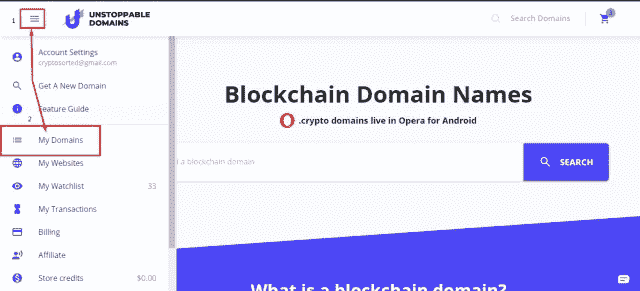 1
UNSTOPPABLE
DOMAINS
Search Domains
3
Account Settings
cryptosorted@gmail.com
Get A New Domain
Feature Guide
2
My Domains
My Websites
My Watchlist 33
My Transactions
Billing
Affiliate
Store credits $0.00
Blockchain Domain Names
.crypto domains live in Opera for Android
a blockchain domain
SEARCH
What is a blockchain domain?